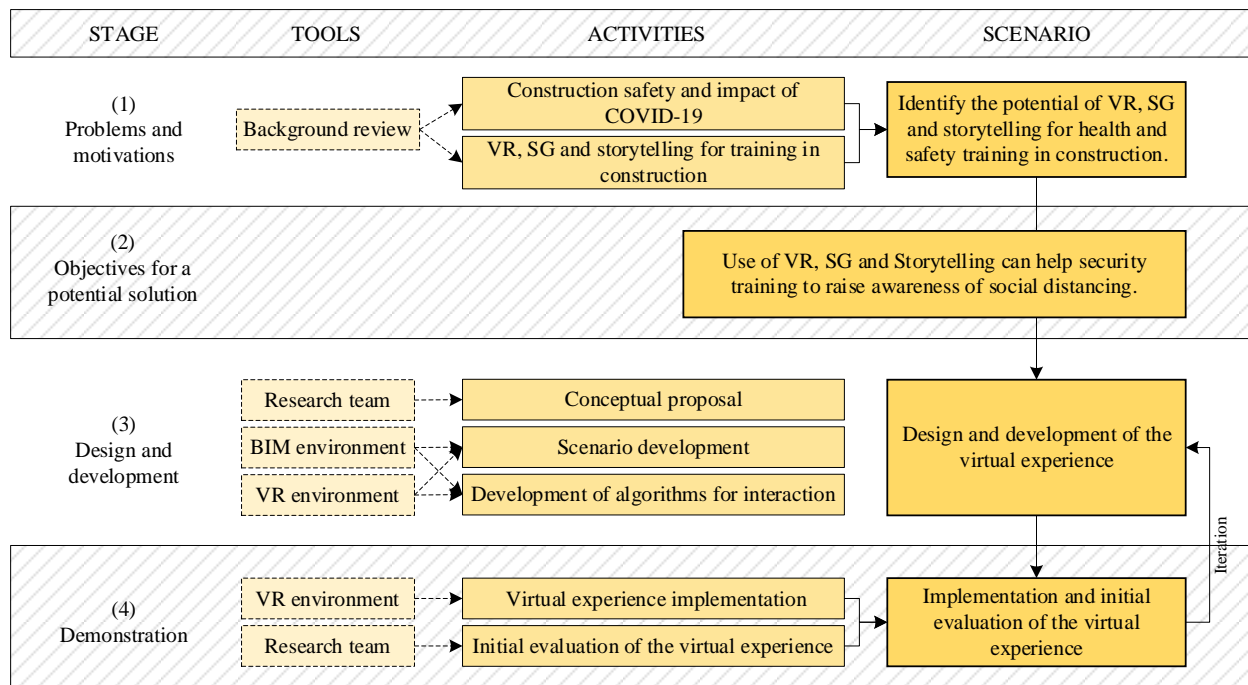 STAGE
TOOLS
ACTIVITIES
SCENARIO
(1)
Problems and
motivations
Background review
Construction safety and impact of
COVID-19
VR, SG and storytelling for training in
construction
Identify the potential of VR, SG
and storytelling for health and
safety training in construction.
(2)
Objectives for a
potential solution
Use of VR, SG and Storytelling can help security
training to raise awareness of social distancing.
(3)
Design and
development
Research team
BIM environment
VR environment
Conceptual proposal
Scenario development
Development of algorithms for interaction
Design and development of the
virtual experience
Iteration
(4)
Demonstration
VR environment
Research team
Virtual experience implementation
Initial evaluation of the virtual experience
Implementation and initial
evaluation of the virtual
experience